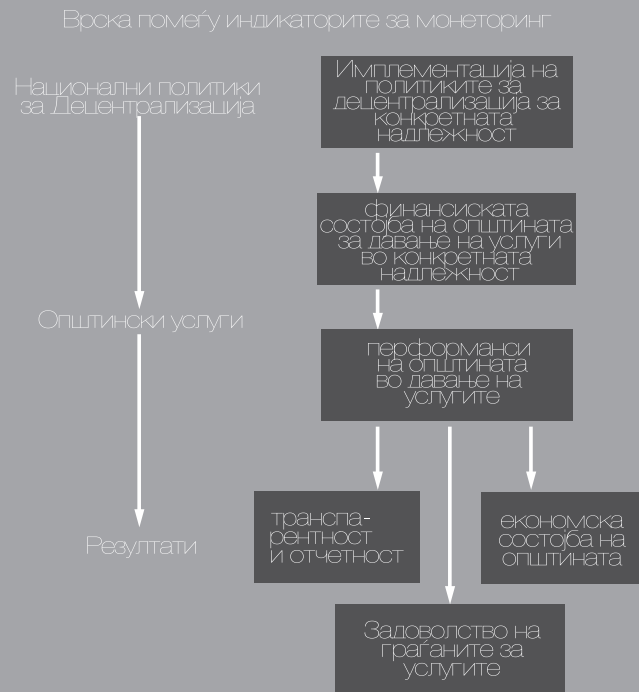 Врска помеѓу индикаторите за монеторинг
Национални политики
за Децентрализација
Имплементација на
политиките за
децентрализација за
конкретната
надлежност
финансиската
состојба на општината
за давање на услуги
во конкретната
надлежност
Општински услуги
перформанси
на општината
во давање на
услугите
Резултати
транспа-
рентност
и отчетност
економска
состојба на
општината
Задоволство на
граѓаните за
услугите